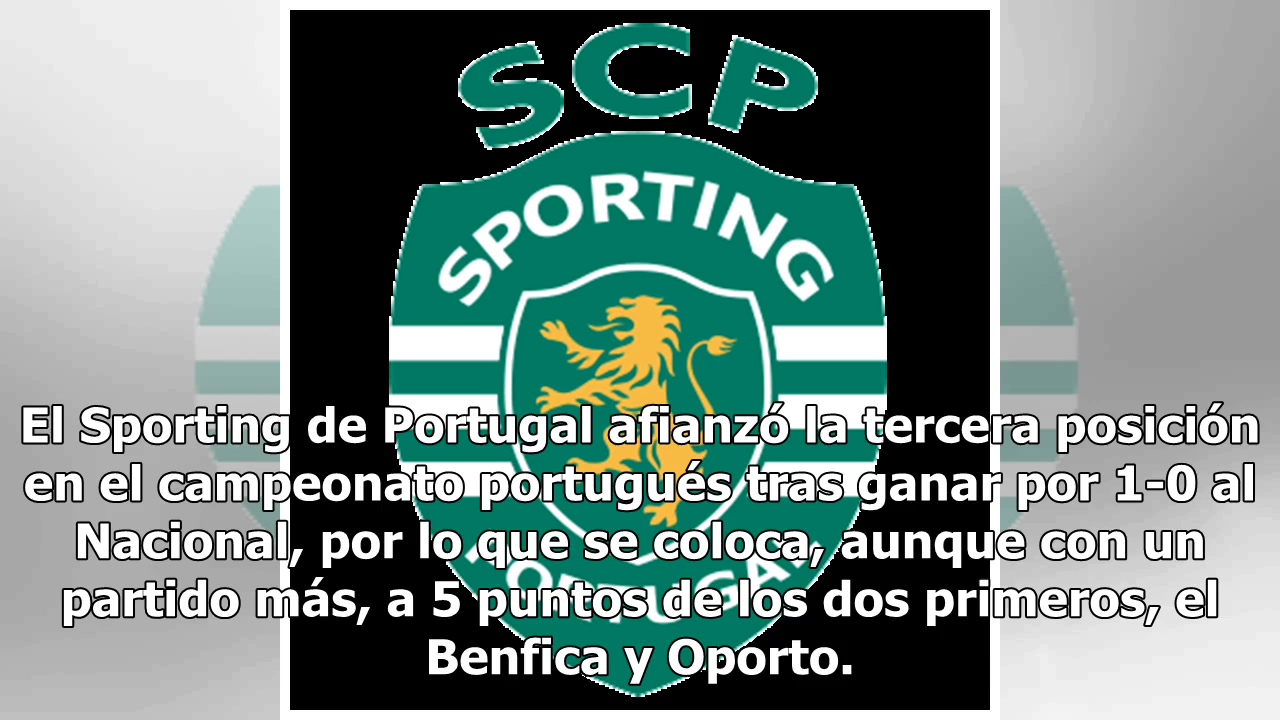 SCP
SPORTING
El Sporting de Portugal afianzó la tercera posición
en el campeonato portugués tras ganar por 1-0 al
Nacional, por lo que se coloca, aunque con un
partido más, a 5 puntos de los dos primeros, el
Benfica y Oporto.
PORTUGAL